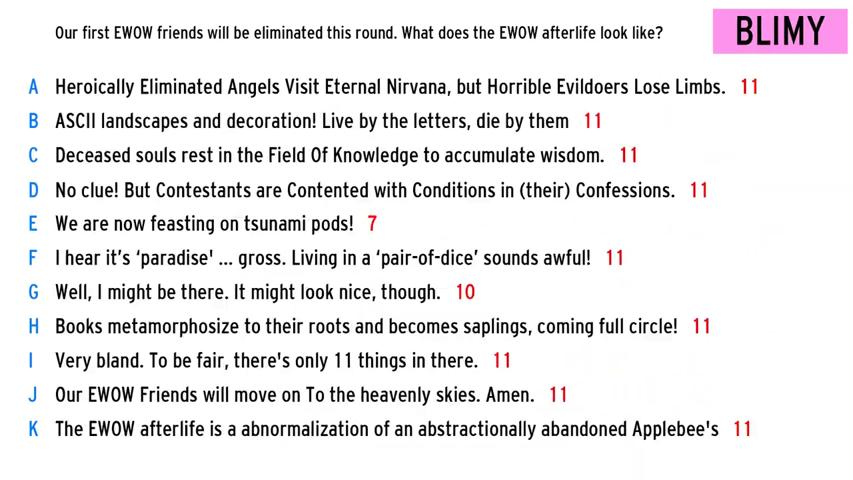 Our first EWOW friends will be eliminated this round. What does the EWOW afterlife look like?
BLIMY
A Heroically Eliminated Angels Visit Eternal Nirvana, but Horrible Evildoers Lose Limbs. 11
B ASCII landscapes and decoration! Live by the letters, die by them 11
C Deceased souls rest in the Field Of Knowledge to accumulate wisdom. 11
D No clue! But Contestants are Contented with Conditions in (their) Confessions. 11
E We are now feasting on tsunami pods! 7
F I hear it’s ‘paradise' ... gross. Living in a ‘pair-of-dice’ sounds awful! 11
G Well, I might be there. It might look nice, though. 10
H Books metamorphosize to their roots and becomes saplings, coming full circle! 11
I Very bland. To be fair, there's only 11 things in there. 11
J Our EWOW Friends will move on To the heavenly skies. Amen. 11
K The EWOW afterlife is a abnormalization of an abstractionally abandoned Applebee's 11